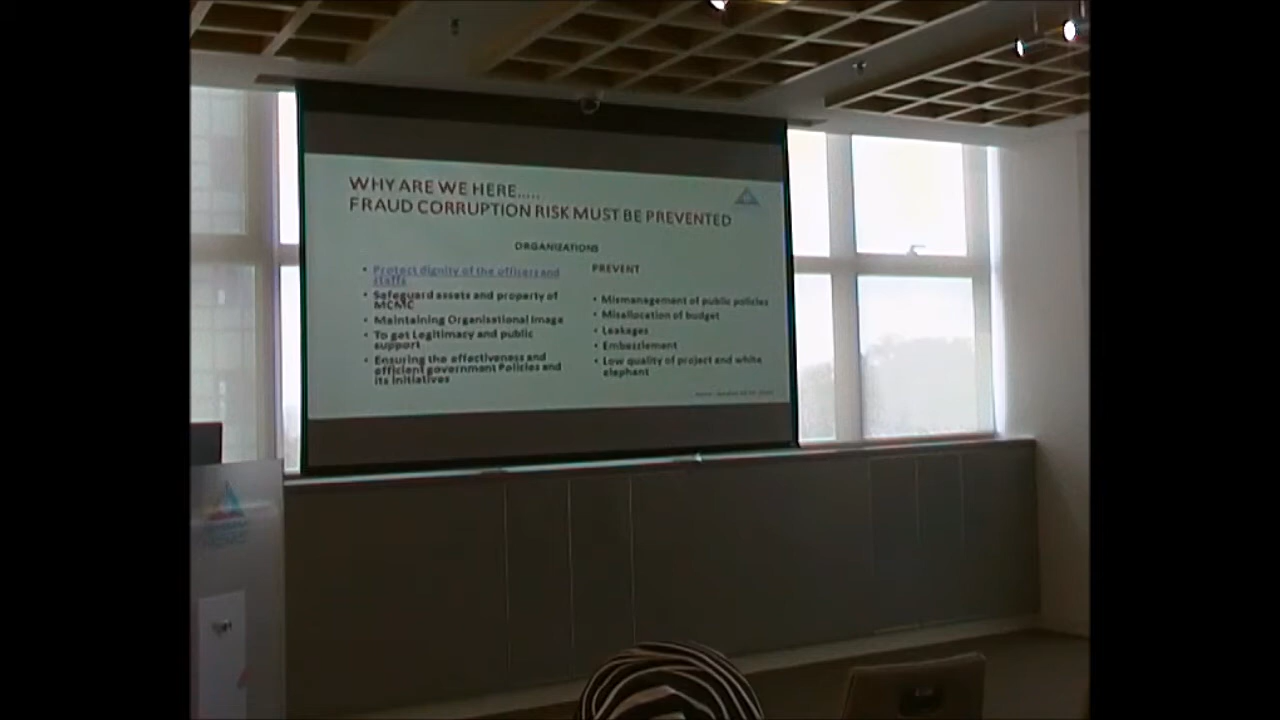 WHY ARE WE HERE.....
FRAUD CORRUPTION RISK MUST BE PREVENTED
ORGANIZATIONS
• Protect dignity of the officers and
staffs
• Safeguard assets and property of
MCMC
• Maintaining Organisational Image
• To get Legitimacy and public
support
• Ensuring the effectiveness and
efficient government Policies and
its Initiatives
PREVENT
• Mismanagement of public policies
• Misallocation of budget
• Leakages
• Embezzlement
• Low quality of project and white
elephant